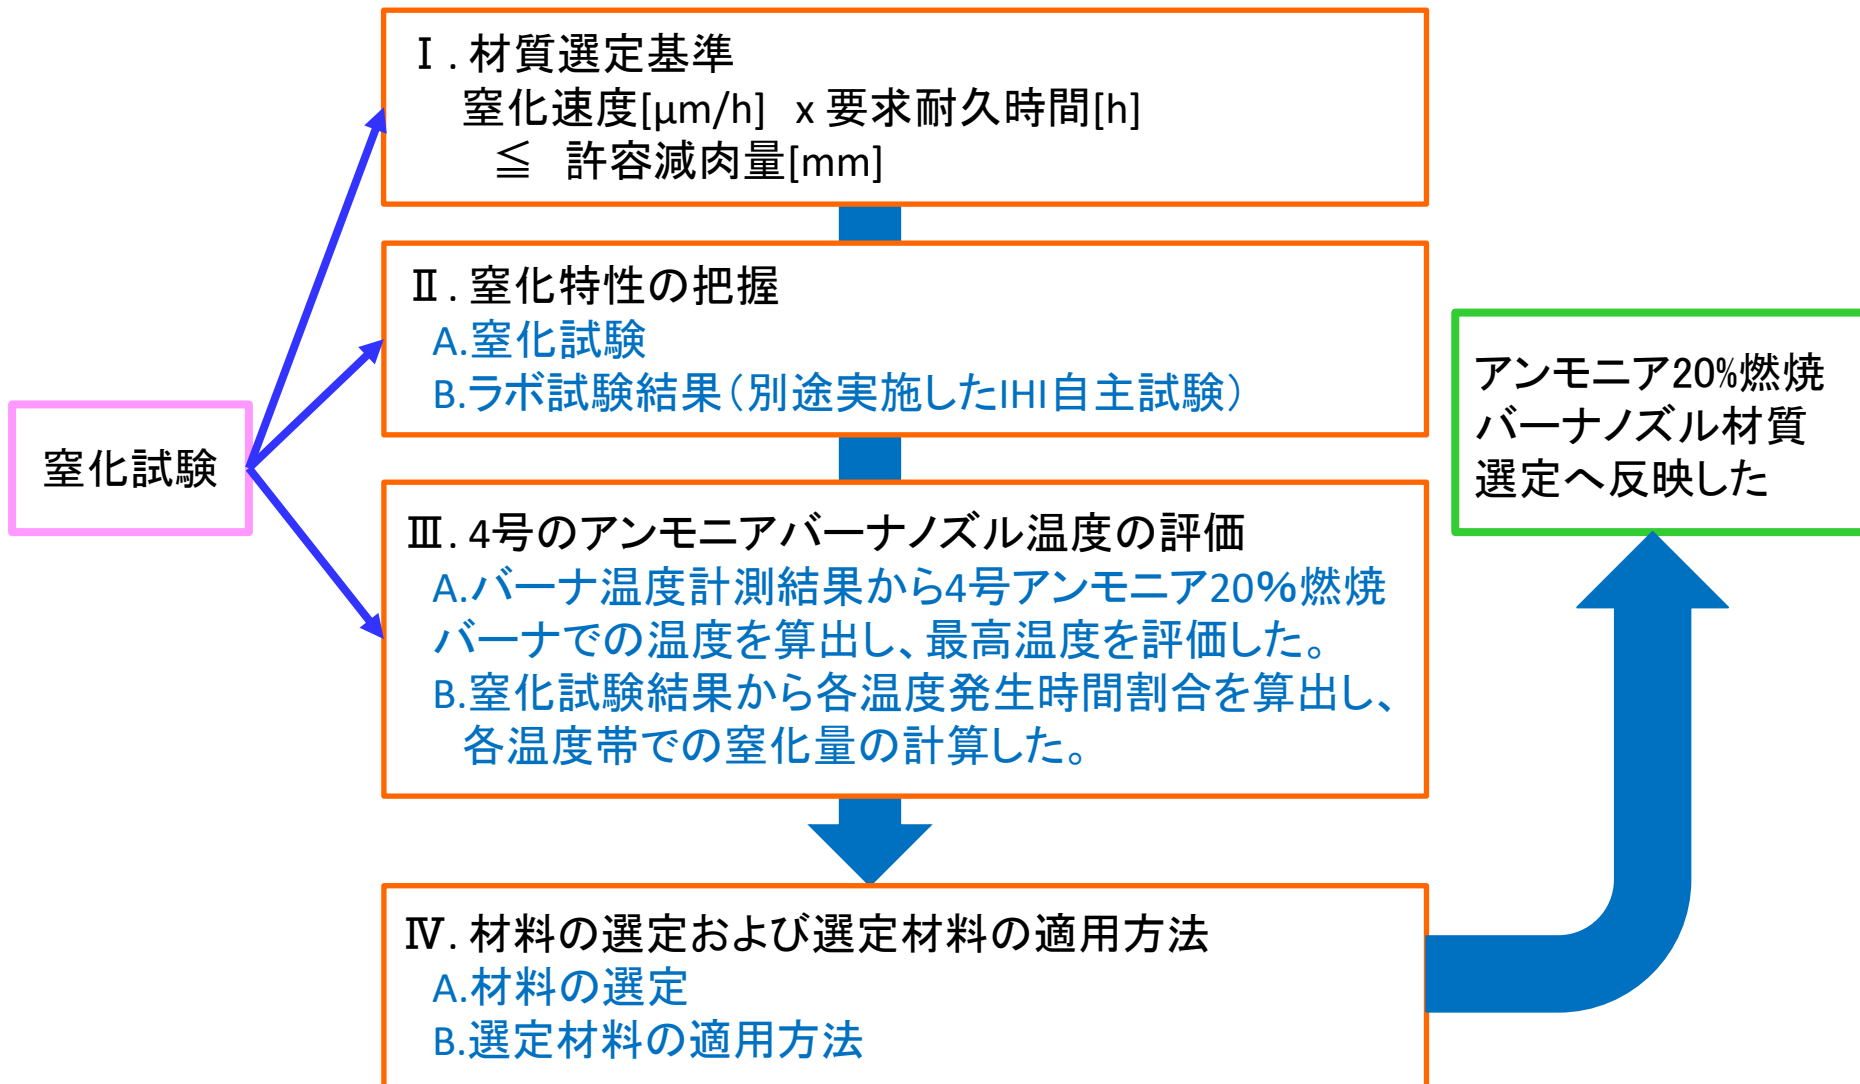 Ⅰ.材質選定基準
窒化速度[μm/h] x 要求耐久時間[h]
≦ 許容減肉量[mm]
Ⅱ.窒化特性の把握
A.窒化試験
B.ラボ試験結果（別途実施したIHI自主試験）
窒化試験
Ⅲ.4号のアンモニアバーナノズル温度の評価
A.バーナ温度計測結果から4号アンモニア20%燃焼
バーナでの温度を算出し、最高温度を評価した。
B.窒化試験結果から各温度発生時間割合を算出し、
各温度帯での窒化量の計算した。
Ⅳ.材料の選定および選定材料の適用方法
A.材料の選定
B.選定材料の適用方法
アンモニア20%燃焼
バーナノズル材質
選定へ反映した